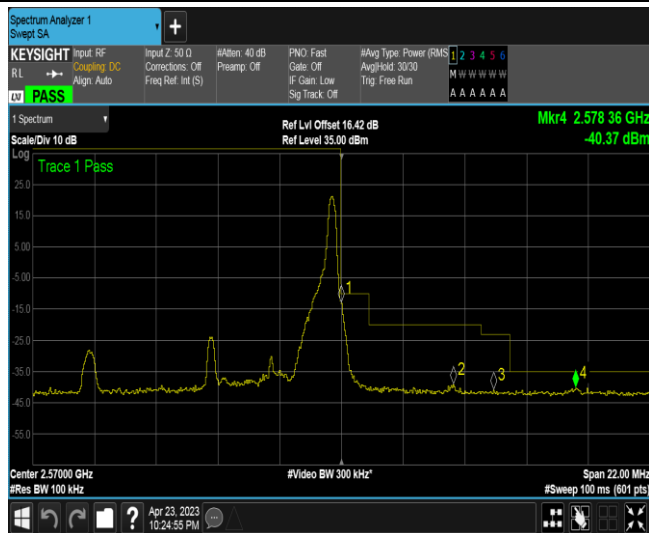 Spectrum Analyzer 1
Swept SA
KEYSIGHT
RL
PASS
Input: RF
Coupling: DC
Align: Auto
Input Z: 50 Ω
Corrections: Off
Freq Ref: Int (S)
#Atten: 40 dB
Preamp: Off
PNO: Fast
Gate: Off
IF Gain: Low
Sig Track: Off
#Avg Type: Power (RMS
Avg|Hold: 30/30
Trig: Free Run
1 2 3 4 5 6
M W W W W W
A A A A A A
1 Spectrum
Scale/Div 10 dB
Ref Lvl Offset 16.42 dB
Ref Level 35.00 dBm
Mkr4 2.578 36 GHz
-40.37 dBm
Log
Trace 1 Pass
25.0
15.0
5.00
-5.00
-15.0
-25.0
-35.0
-45.0
-55.0
1
2
3
4
Center 2.57000 GHz
#Res BW 100 kHz
#Video BW 300 kHz*
Span 22.00 MHz
#Sweep 100 ms (601 pts)
?
Apr 23, 2023
10:24:55 PM